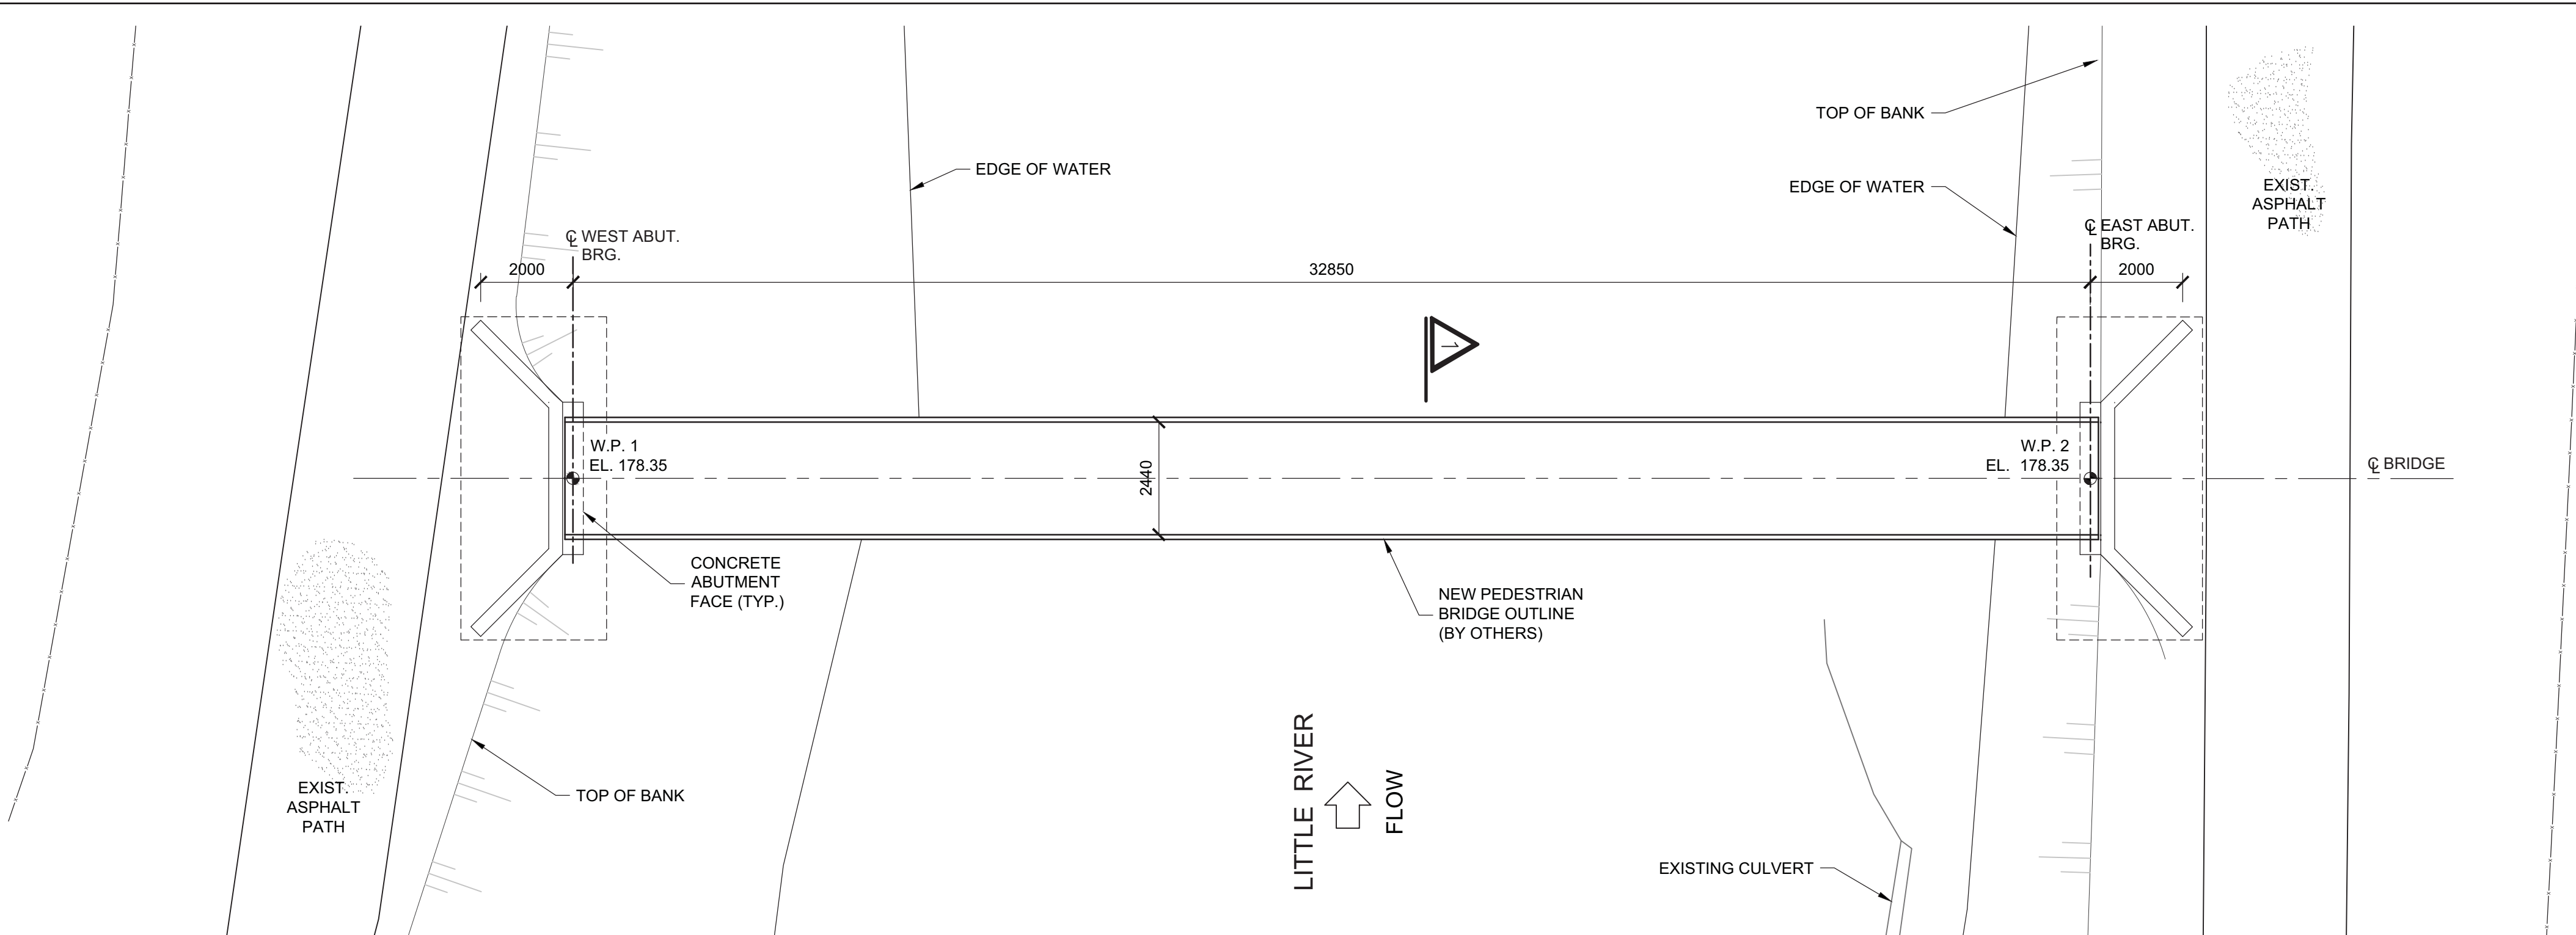 TOP OF BANK
EDGE OF WATER
EDGE OF WATER
EXIST.
ASPHALT
PATH
℄ WEST ABUT.
BRG.
℄ EAST ABUT.
BRG.
2000
32850
2000
1
W.P. 1
EL. 178.35
W.P. 2
EL. 178.35
2440
℄ BRIDGE
CONCRETE
ABUTMENT
FACE (TYP.)
NEW PEDESTRIAN
BRIDGE OUTLINE
(BY OTHERS)
LITTLE RIVER
FLOW
EXIST.
ASPHALT
PATH
TOP OF BANK
EXISTING CULVERT